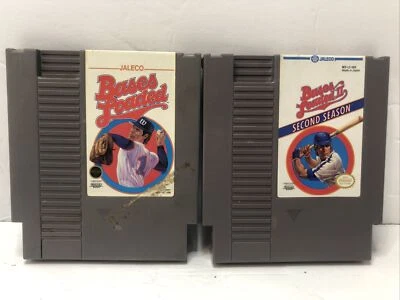 JALECO
Bases
Loaded
JALECO
Bases
Loaded II
SECOND SEASON